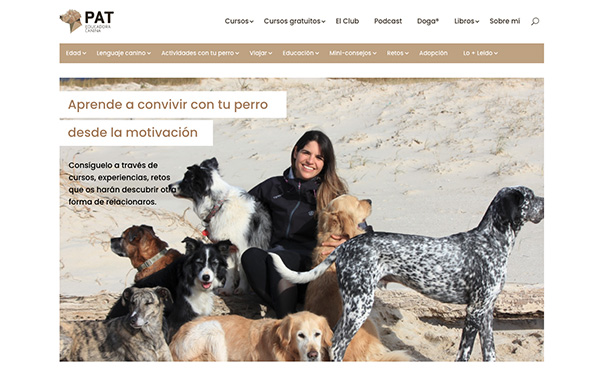 PAT
EDUCADORA
CANINA
Cursos Cursos gratuitos El Club Podcast Doga® Libros Sobre mi
Edad Lenguaje canino Actividades con tu perro Viajar Educación Mini-consejos Retos Adopción Lo + Leído
Aprende a convivir con tu perro
desde la motivación
Consíguelo a través de
cursos, experiencias, retos
que os harán descubrir otra
forma de relacionaros.